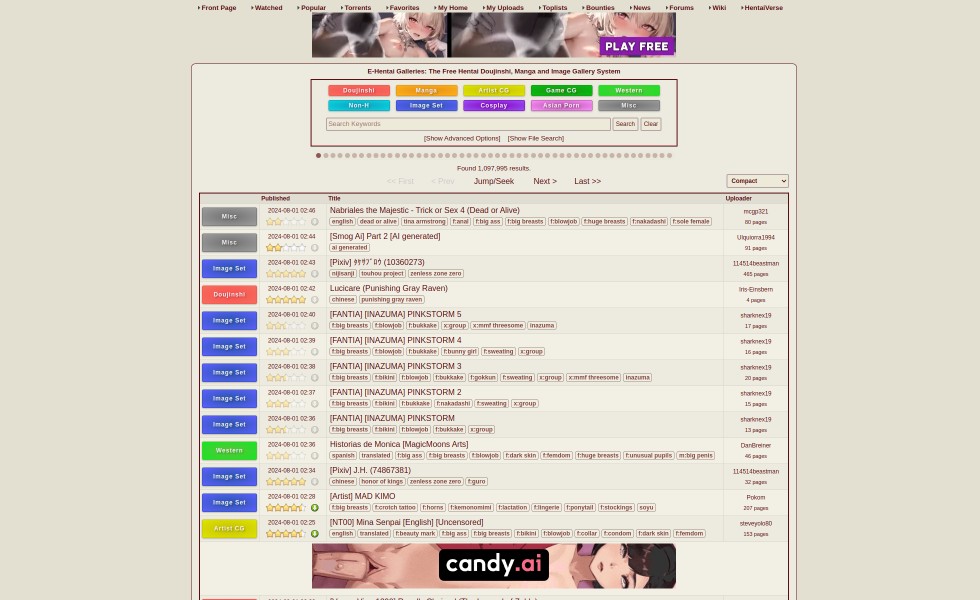 Front Page Watched Popular Torrents Favorites My Home My Uploads Toplists Bounties News Forums Wiki HentaiVerse
PLAY FREE
E-Hentai Galleries: The Free Hentai Doujinshi, Manga and Image Gallery System
Doujinshi Manga Artist CG Game CG Western
Non-H Image Set Cosplay Asian Porn Misc
Search Keywords Search Clear
[Show Advanced Options] [Show File Search]
Found 1,097,995 results.
<< First < Prev Jump/Seek Next > Last >> Compact
Published Title Uploader
Misc 2024-08-01 02:46 Nabriales the Majestic - Trick or Sex 4 (Dead or Alive) mcgp321
english dead or alive tina armstrong f:anal f:big ass f:big breasts f:blowjob f:huge breasts f:nakadashi f:sole female 80 pages
Misc 2024-08-01 02:44 [Smog Ai] Part 2 [AI generated] Ulquiorra1994
ai generated 91 pages
Image Set 2024-08-01 02:43 [Pixiv] ｹｹｻﾌﾞﾛｳ (10360273) 114514beastman
nijisanji touhou project zenless zone zero 465 pages
Doujinshi 2024-08-01 02:42 Lucicare (Punishing Gray Raven) Iris-Einsbern
chinese punishing gray raven 4 pages
Image Set 2024-08-01 02:40 [FANTIA] [INAZUMA] PINKSTORM 5 sharknex19
f:big breasts f:blowjob f:bukkake x:group x:mmf threesome inazuma 17 pages
Image Set 2024-08-01 02:39 [FANTIA] [INAZUMA] PINKSTORM 4 sharknex19
f:big breasts f:blowjob f:bukkake f:bunny girl f:sweating x:group 16 pages
Image Set 2024-08-01 02:38 [FANTIA] [INAZUMA] PINKSTORM 3 sharknex19
f:big breasts f:bikini f:blowjob f:bukkake f:gokkun f:sweating x:group x:mmf threesome inazuma 20 pages
Image Set 2024-08-01 02:37 [FANTIA] [INAZUMA] PINKSTORM 2 sharknex19
f:big breasts f:bikini f:bukkake f:nakadashi f:sweating x:group 15 pages
Image Set 2024-08-01 02:36 [FANTIA] [INAZUMA] PINKSTORM sharknex19
f:big breasts f:bikini f:blowjob f:bukkake x:group 13 pages
Western 2024-08-01 02:36 Historias de Monica [MagicMoons Arts] DanBreiner
spanish translated f:big ass f:big breasts f:blowjob f:dark skin f:femdom f:huge breasts f:unusual pupils m:big penis 46 pages
Image Set 2024-08-01 02:34 [Pixiv] J.H. (74867381) 114514beastman
chinese honor of kings zenless zone zero f:guro 32 pages
Image Set 2024-08-01 02:28 [Artist] MAD KIMO Pokom
f:big breasts f:crotch tattoo f:horns f:kemonomimi f:lactation f:lingerie f:ponytail f:stockings soyu 207 pages
Artist CG 2024-08-01 02:25 [NT00] Mina Senpai [English] [Uncensored] steveyolo80
english translated f:beauty mark f:big ass f:big breasts f:bikini f:blowjob f:collar f:condom f:dark skin f:femdom 153 pages
candy.ai